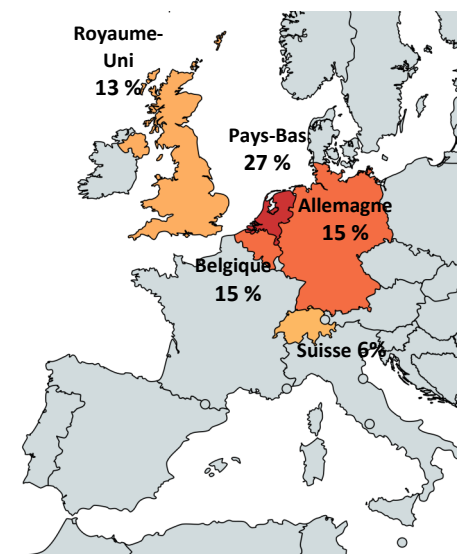 Royaume-
Uni
13 %
Pays-Bas
27 %
Allemagne
15 %
Belgique
15 %
Suisse 6%